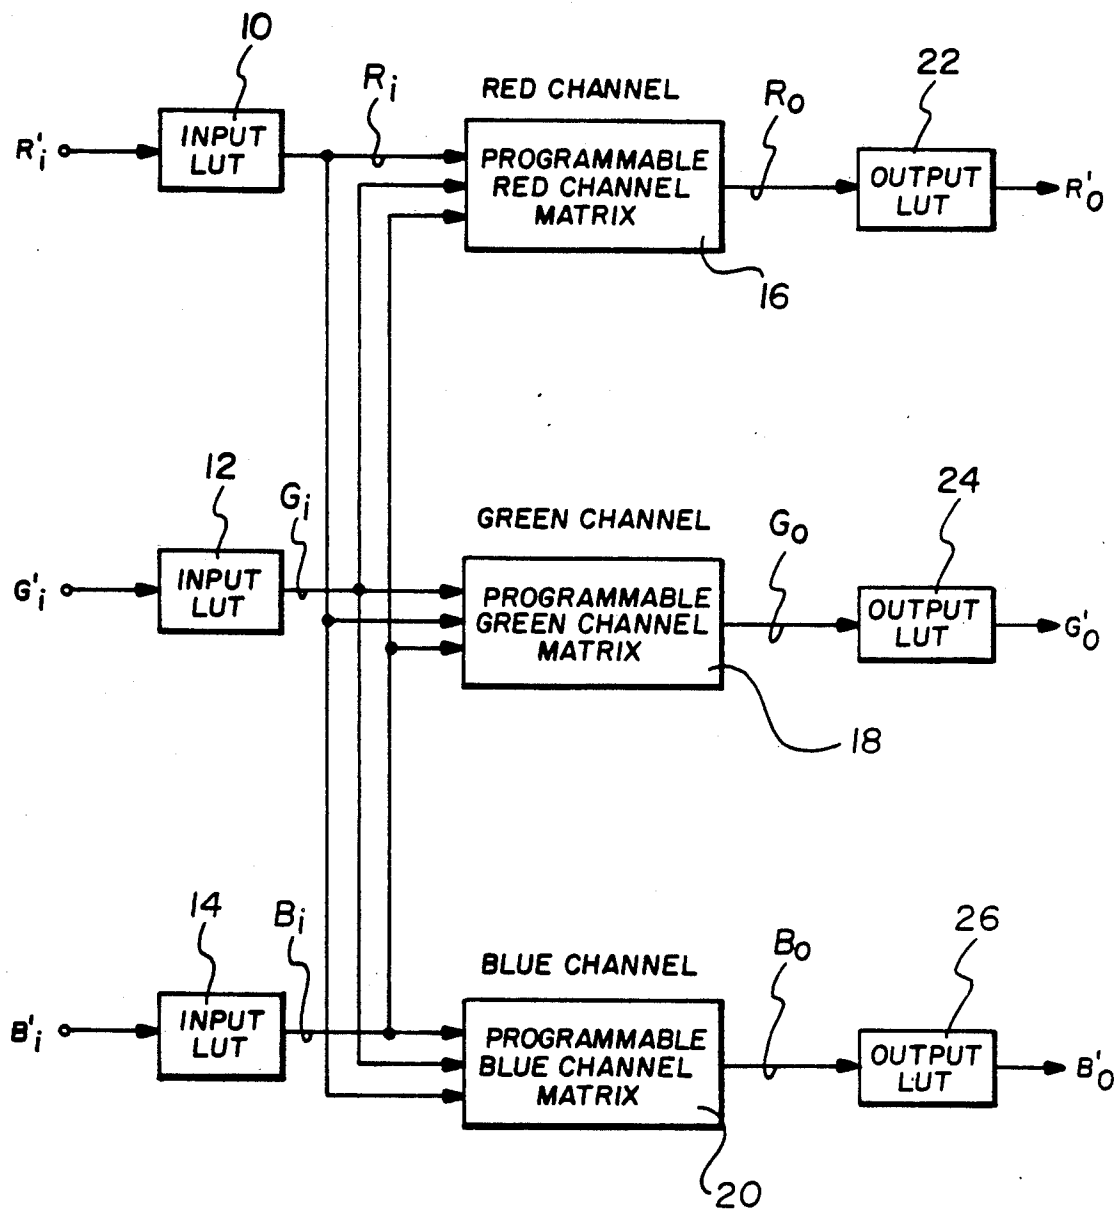 10
R'i
INPUT
LUT
Ri
RED CHANNEL
PROGRAMMABLE
RED CHANNEL
MATRIX
16
Ro
22
OUTPUT
LUT
R'o
12
G'i
INPUT
LUT
Gi
GREEN CHANNEL
PROGRAMMABLE
GREEN CHANNEL
MATRIX
18
Go
24
OUTPUT
LUT
G'o
14
B'i
INPUT
LUT
Bi
BLUE CHANNEL
PROGRAMMABLE
BLUE CHANNEL
MATRIX
20
Bo
26
OUTPUT
LUT
B'o